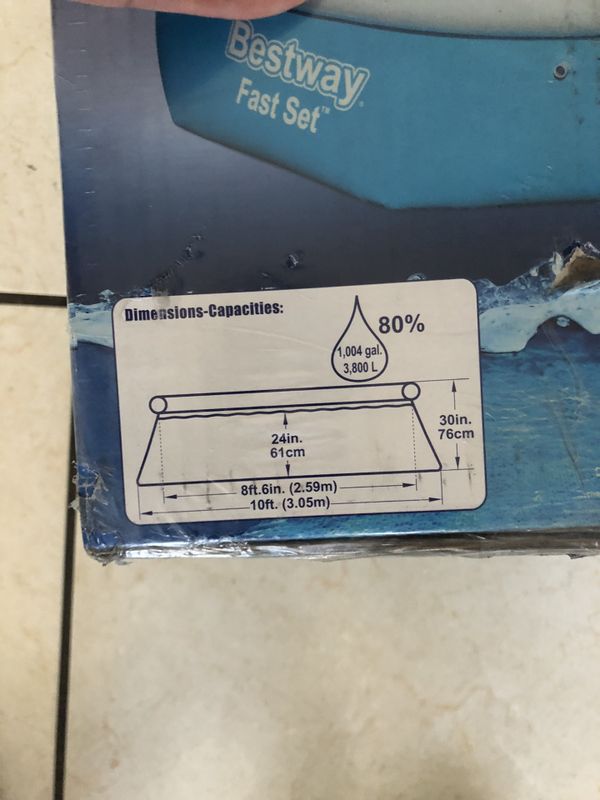 Bestway
Fast Set™
Dimensions-Capacities:
80%
1,004 gal.
3,800 L
30in.
76cm
24in.
61cm
8ft.6in. (2.59m)
10ft. (3.05m)